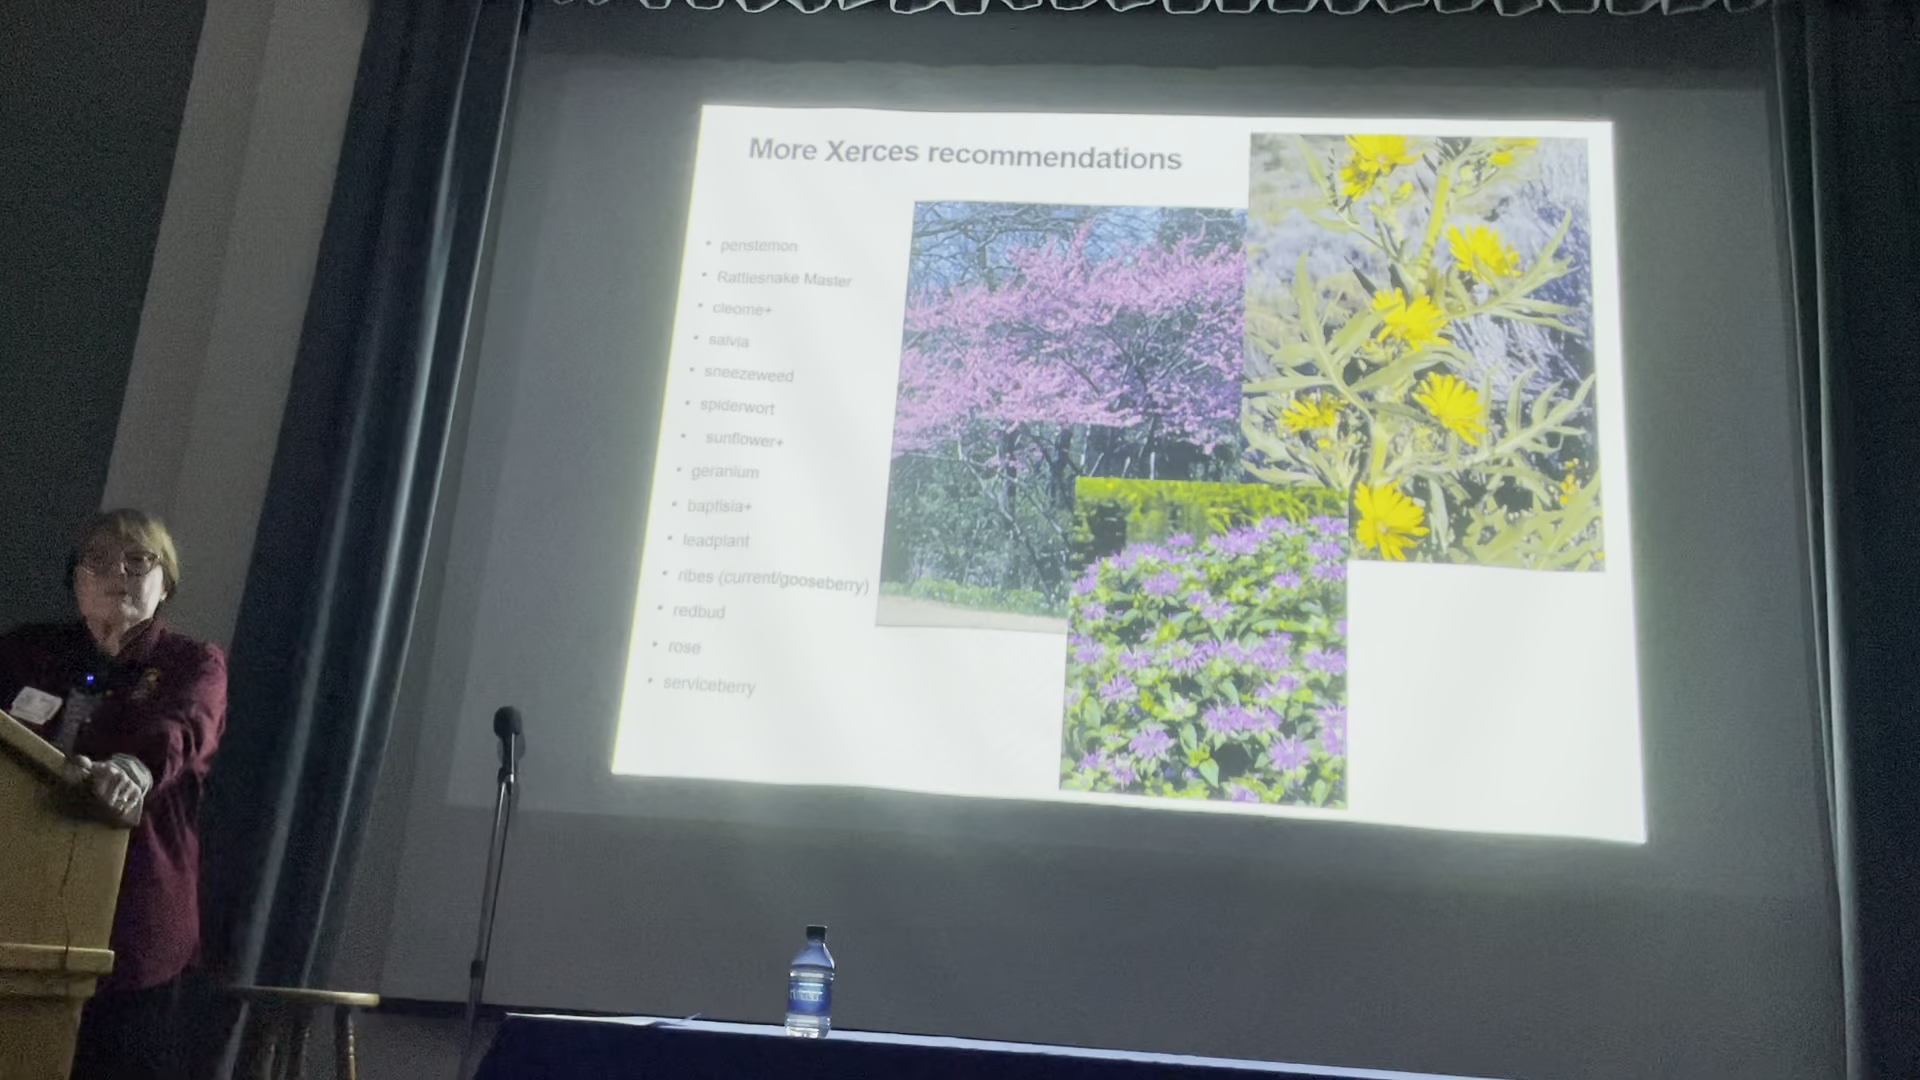 More Xerces recommendations
• penstemon
• Rattlesnake Master
• cleome+
• salvia
• sneezeweed
• spiderwort
• sunflower+
• geranium
• baptisia+
• leadplant
• ribes (current/gooseberry)
• redbud
• rose
• serviceberry